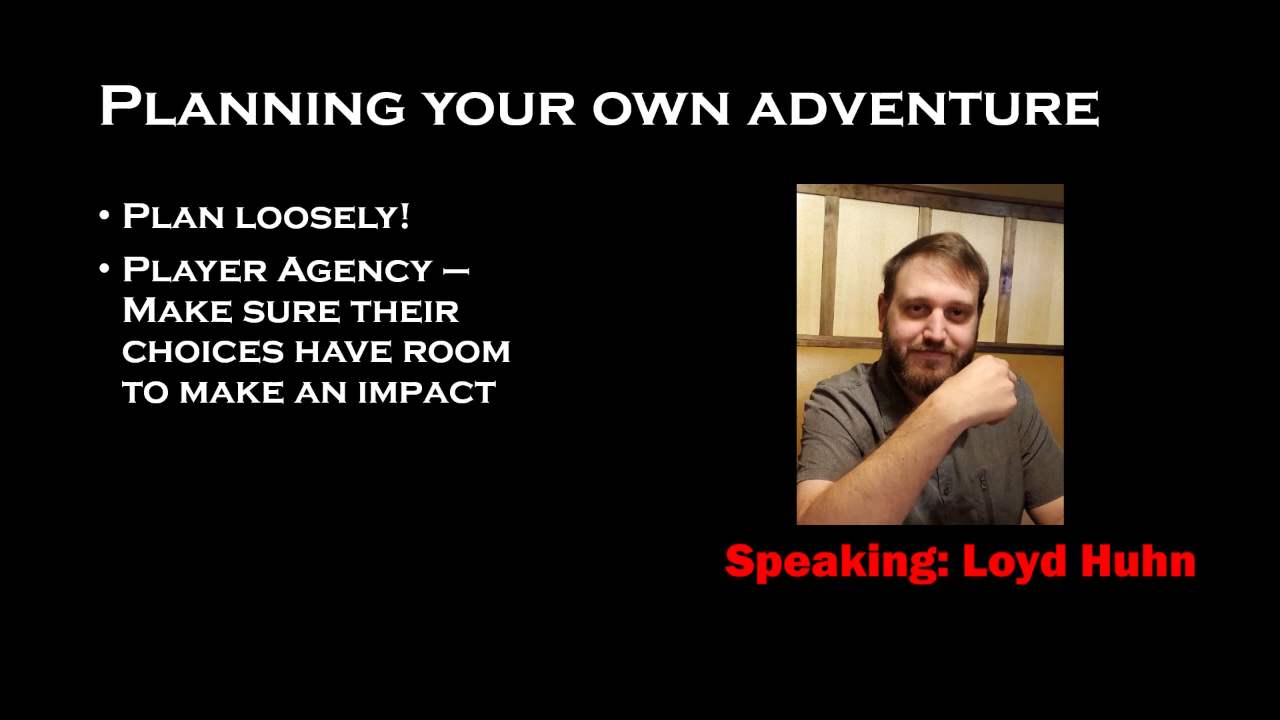 Planning your own adventure
• Plan loosely!
• Player Agency –
Make sure their
choices have room
to make an impact
Speaking: Loyd Huhn